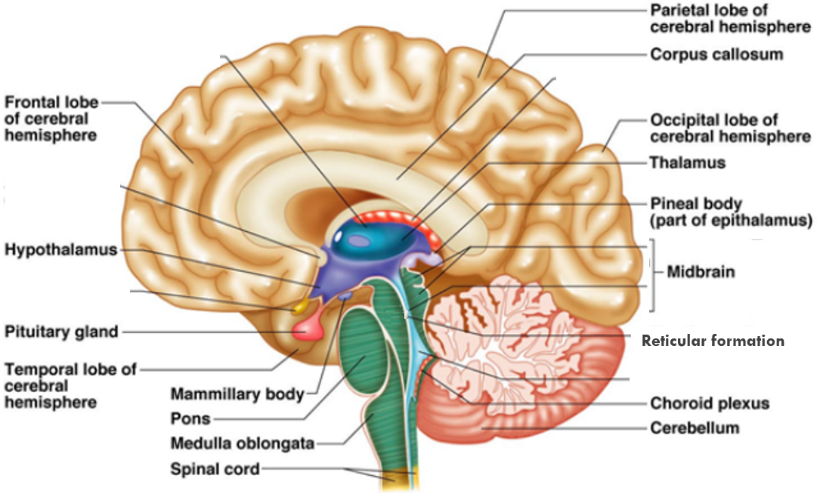 Parietal lobe of
cerebral hemisphere
Corpus callosum
Frontal lobe
of cerebral
hemisphere
Occipital lobe of
cerebral hemisphere
Thalamus
Pineal body
(part of epithalamus)
Hypothalamus
Midbrain
Pituitary gland
Reticular formation
Temporal lobe of
cerebral
hemisphere
Mammillary body
Choroid plexus
Pons
Cerebellum
Medulla oblongata
Spinal cord